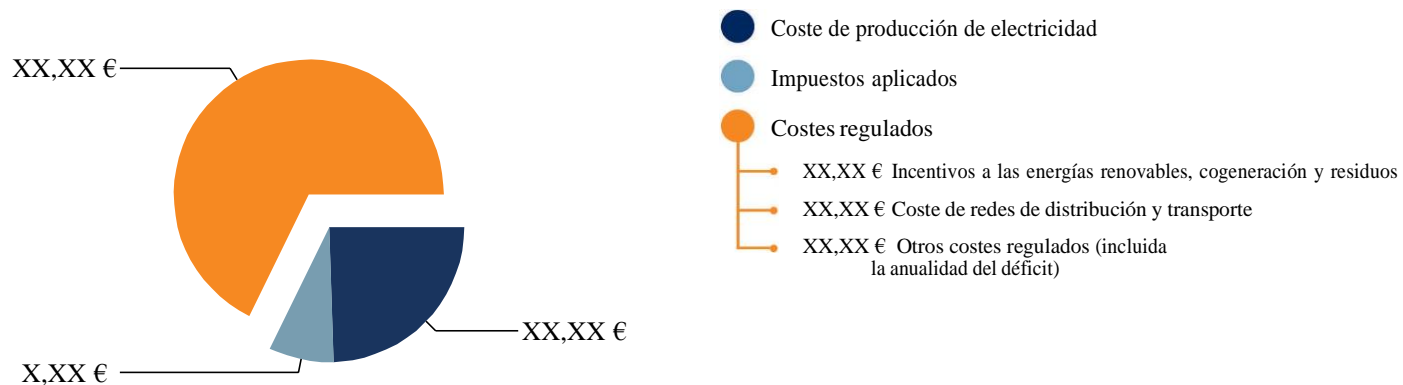 XX,XX €
XX,XX €
X,XX €
Coste de producción de electricidad
Impuestos aplicados
Costes regulados
XX,XX € Incentivos a las energías renovables, cogeneración y residuos
XX,XX € Coste de redes de distribución y transporte
XX,XX € Otros costes regulados (incluida
la anualidad del déficit)